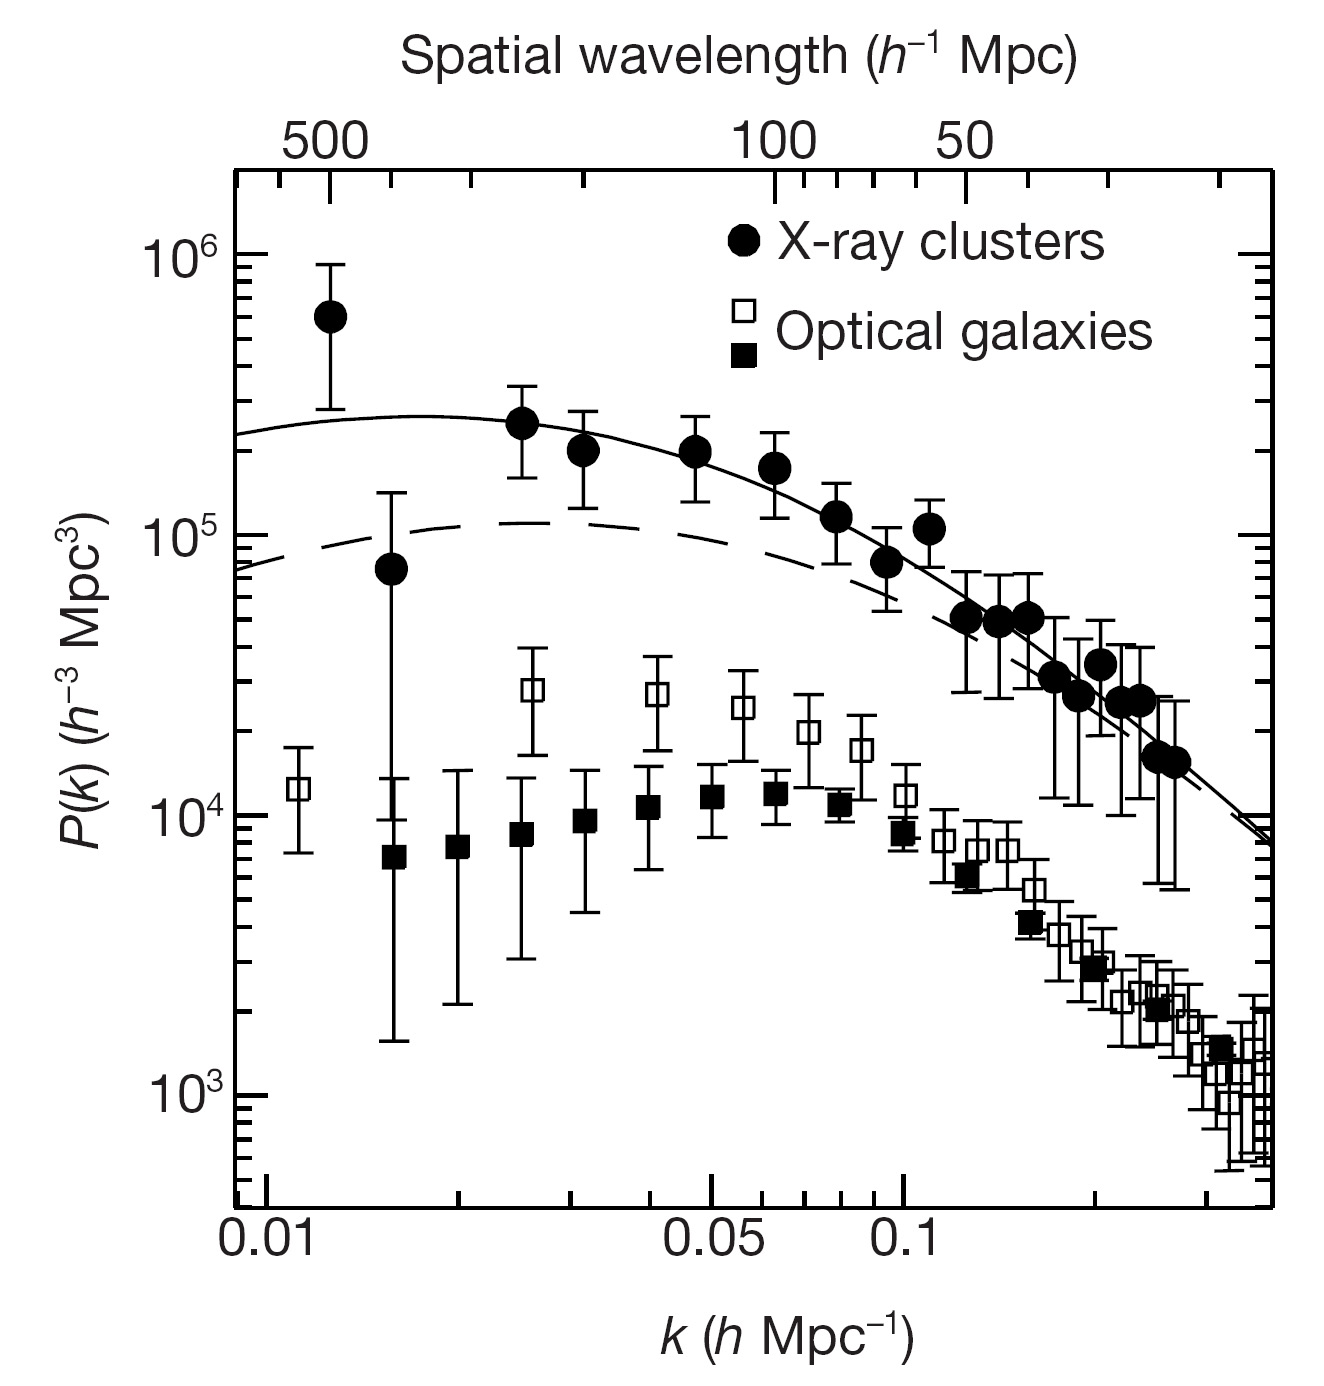 Spatial wavelength (h⁻¹ Mpc)
500 100 50
X-ray clusters
Optical galaxies
10⁶
10⁵
10⁴
10³
P(k) (h⁻³ Mpc³)
0.01 0.05 0.1
k (h Mpc⁻¹)